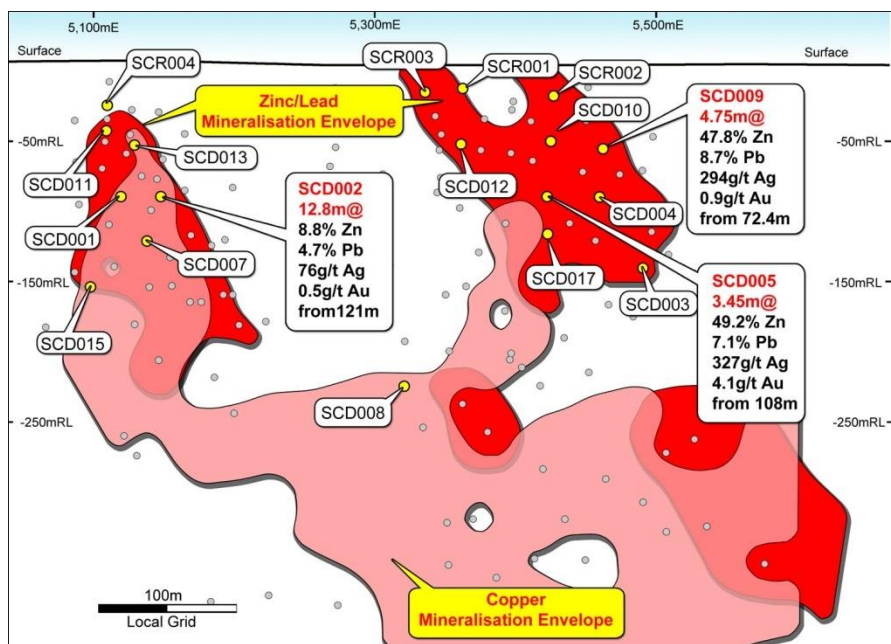 5,100mE
5,300mE
5,500mE
Surface
Surface
SCR004
SCR003
SCR001
SCR002
Zinc/Lead
Mineralisation Envelope
SCD010
SCD009
4.75m@
47.8% Zn
8.7% Pb
294g/t Ag
0.9g/t Au
from 72.4m
-50mRL
-50mRL
SCD013
SCD011
SCD012
SCD002
12.8m@
8.8% Zn
4.7% Pb
76g/t Ag
0.5g/t Au
from121m
SCD004
SCD001
SCD007
SCD017
SCD003
SCD005
3.45m@
49.2% Zn
7.1% Pb
327g/t Ag
4.1g/t Au
from 108m
-150mRL
-150mRL
SCD015
SCD008
-250mRL
-250mRL
100m
Local Grid
Copper
Mineralisation Envelope